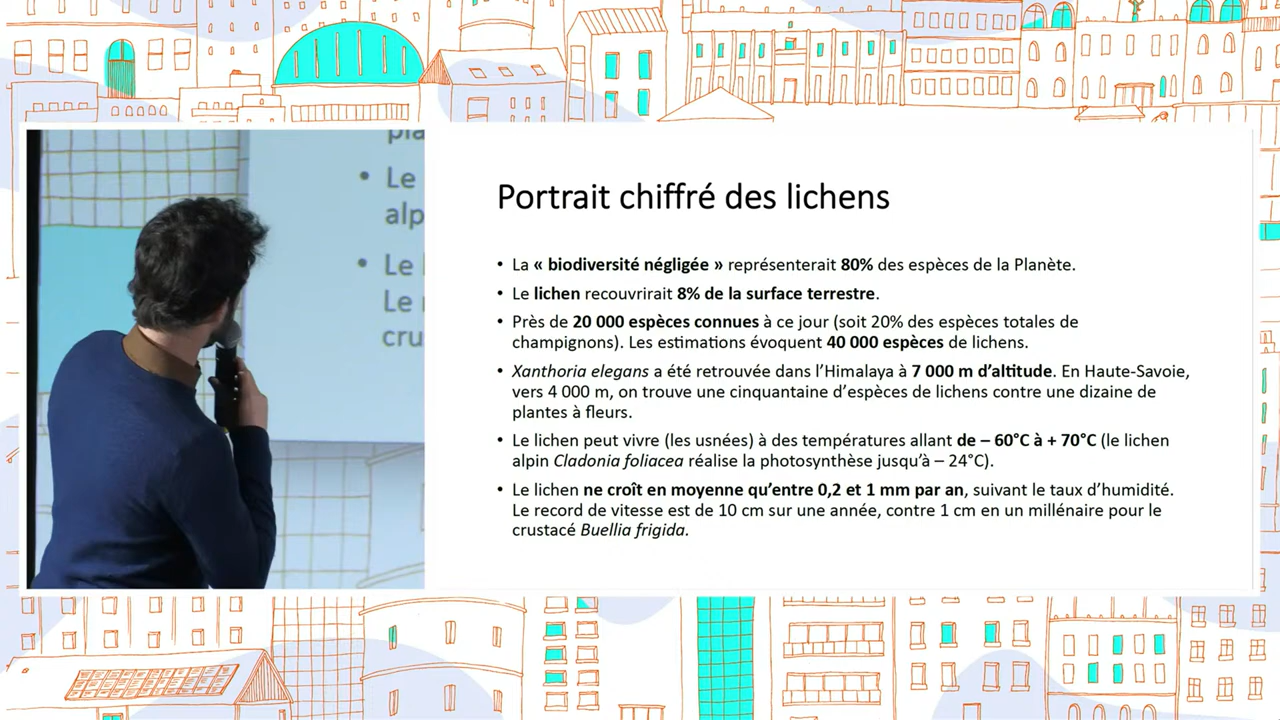 pla
• Le
alp
• Le
Le
cru
Portrait chiffré des lichens
• La « biodiversité négligée » représenterait 80% des espèces de la Planète.
• Le lichen recouvrirait 8% de la surface terrestre.
• Près de 20 000 espèces connues à ce jour (soit 20% des espèces totales de
champignons). Les estimations évoquent 40 000 espèces de lichens.
• Xanthoria elegans a été retrouvée dans l’Himalaya à 7 000 m d’altitude. En Haute-Savoie,
vers 4 000 m, on trouve une cinquantaine d’espèces de lichens contre une dizaine de
plantes à fleurs.
• Le lichen peut vivre (les usnées) à des températures allant de – 60°C à + 70°C (le lichen
alpin Cladonia foliacea réalise la photosynthèse jusqu’à – 24°C).
• Le lichen ne croît en moyenne qu’entre 0,2 et 1 mm par an, suivant le taux d’humidité.
Le record de vitesse est de 10 cm sur une année, contre 1 cm en un millénaire pour le
crustacé Buellia frigida.